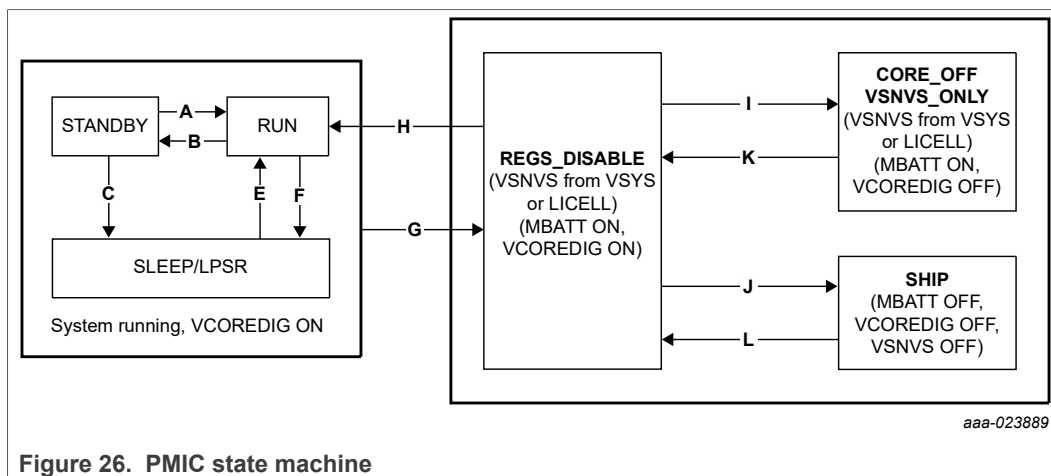 STANDBY
A
B
RUN
C
E
F
SLEEP/LPSR
System running, VCOREDIG ON
H
G
REGS_DISABLE
(VSNVS from VSYS
or LICELL)
(MBATT ON,
VCOREDIG ON)
I
K
CORE_OFF
VSNVS_ONLY
(VSNVS from VSYS
or LICELL)
(MBATT ON,
VCOREDIG OFF)
J
L
SHIP
(MBATT OFF,
VCOREDIG OFF,
VSNVS OFF)
aaa-023889
Figure 26. PMIC state machine